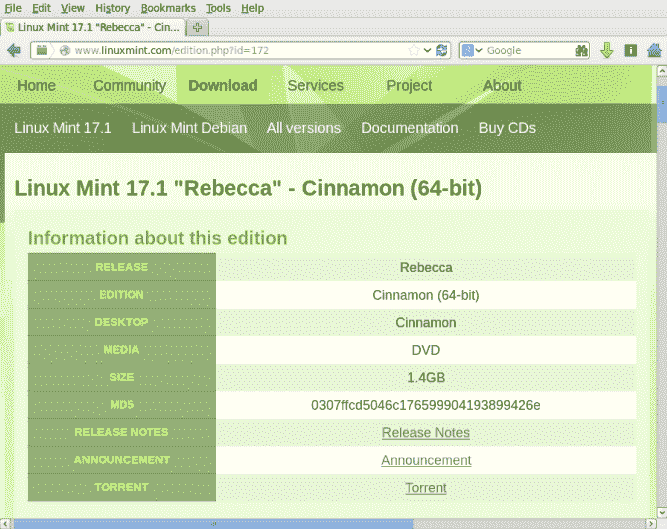 File Edit View History Bookmarks Tools Help
Linux Mint 17.1 "Rebecca" - Cin...
www.linuxmint.com/edition.php?id=172 Google
Home Community Download Services Project About
Linux Mint 17.1 Linux Mint Debian All versions Documentation Buy CDs
Linux Mint 17.1 "Rebecca" - Cinnamon (64-bit)
Information about this edition
RELEASE Rebecca
EDITION Cinnamon (64-bit)
DESKTOP Cinnamon
MEDIA DVD
SIZE 1.4GB
MD5 0307ffcd5046c176599904193899426e
RELEASE NOTES Release Notes
ANNOUNCEMENT Announcement
TORRENT Torrent